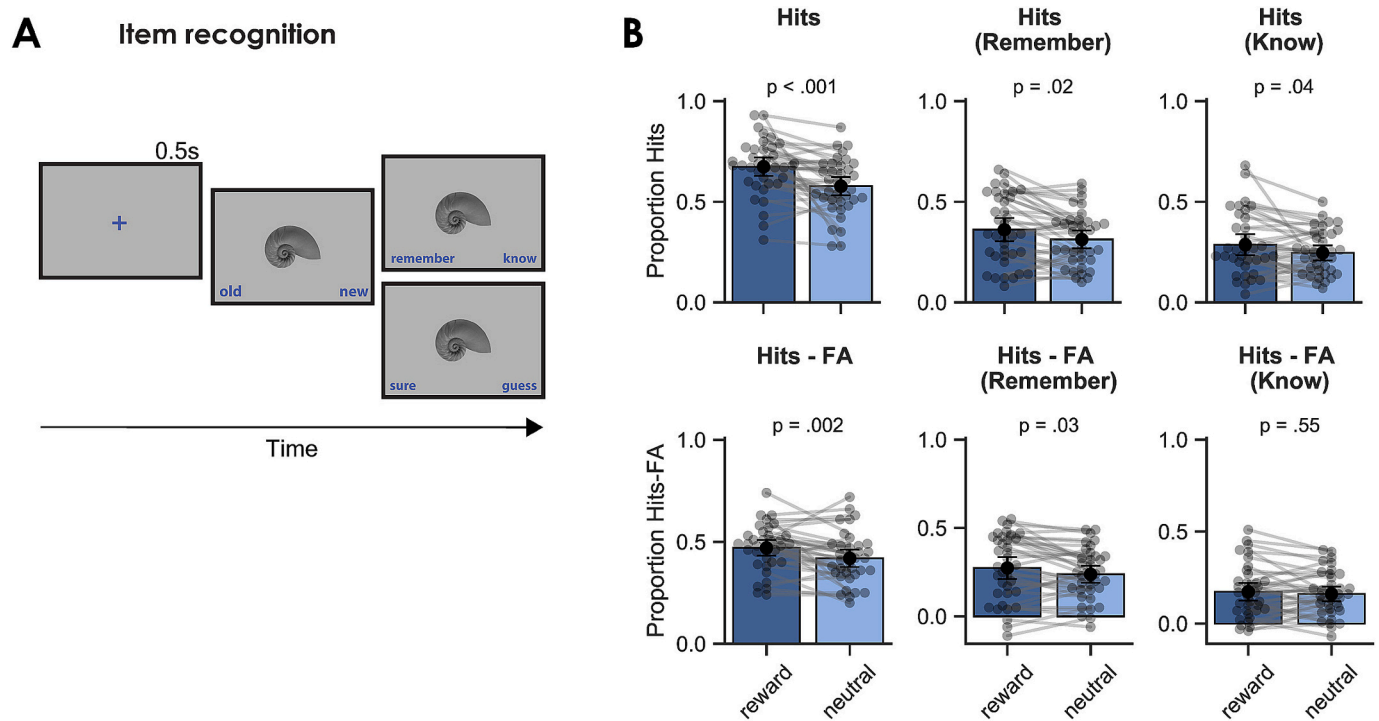 A
Item recognition
0.5s
+
old
new
remember
know
sure
guess
Time
B
Hits
p < .001
Proportion Hits
1.0
0.5
0.0
Hits
(Remember)
p = .02
1.0
0.5
0.0
Hits
(Know)
p = .04
1.0
0.5
0.0
Hits - FA
p = .002
Proportion Hits-FA
1.0
0.5
0.0
reward
neutral
Hits - FA
(Remember)
p = .03
1.0
0.5
0.0
reward
neutral
Hits - FA
(Know)
p = .55
1.0
0.5
0.0
reward
neutral